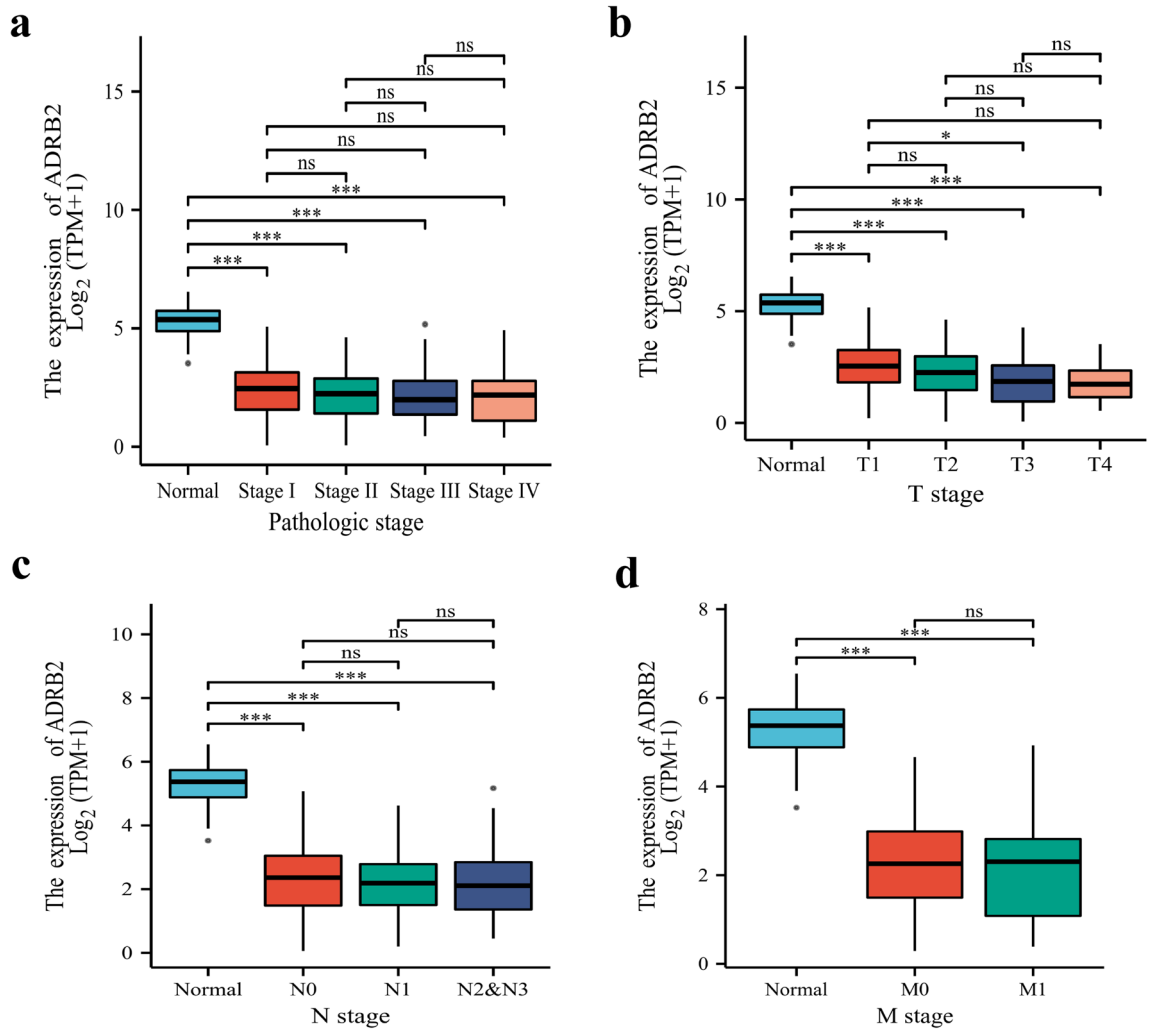 a
The expression of ADRB2
Log2 (TPM+1)
15
10
5
0
ns
ns
ns
ns
ns
ns
***
***
***
***
Normal Stage I Stage II Stage III Stage IV
Pathologic stage
b
The expression of ADRB2
Log2 (TPM+1)
15
10
5
0
ns
ns
ns
ns
*
ns
***
***
***
***
Normal T1 T2 T3 T4
T stage
c
The expression of ADRB2
Log2 (TPM+1)
10
8
6
4
2
0
ns
ns
ns
***
***
***
Normal N0 N1 N2&N3
N stage
d
The expression of ADRB2
Log2 (TPM+1)
8
6
4
2
0
ns
***
***
Normal M0 M1
M stage